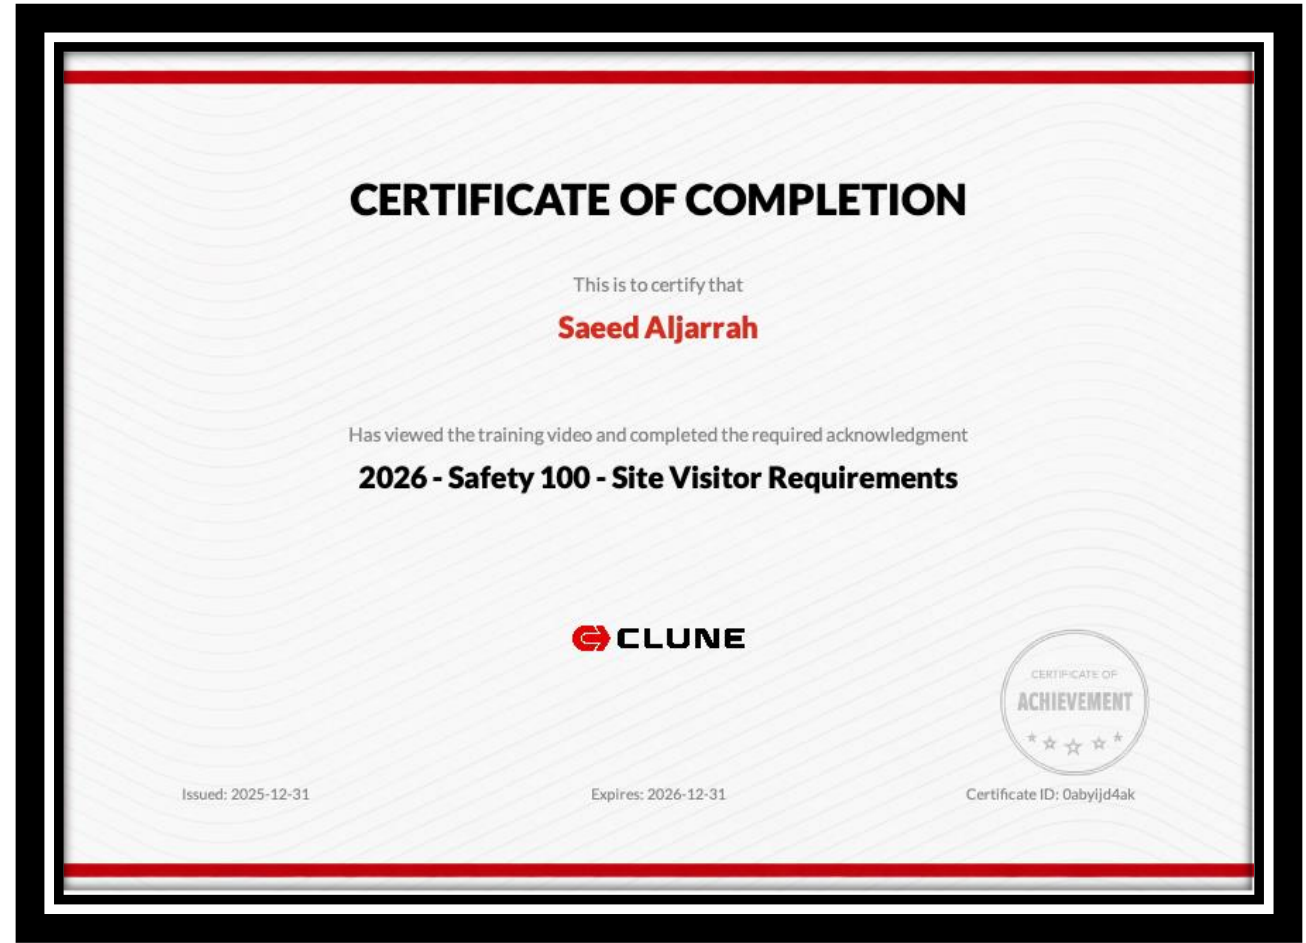 CERTIFICATE OF COMPLETION
This is to certify that
Saeed Aljarrah
Has viewed the training video and completed the required acknowledgment
2026 - Safety 100 - Site Visitor Requirements
CLUNE
CERTIFICATE OF
ACHIEVEMENT
Issued: 2025-12-31
Expires: 2026-12-31
Certificate ID: 0abyijd4ak